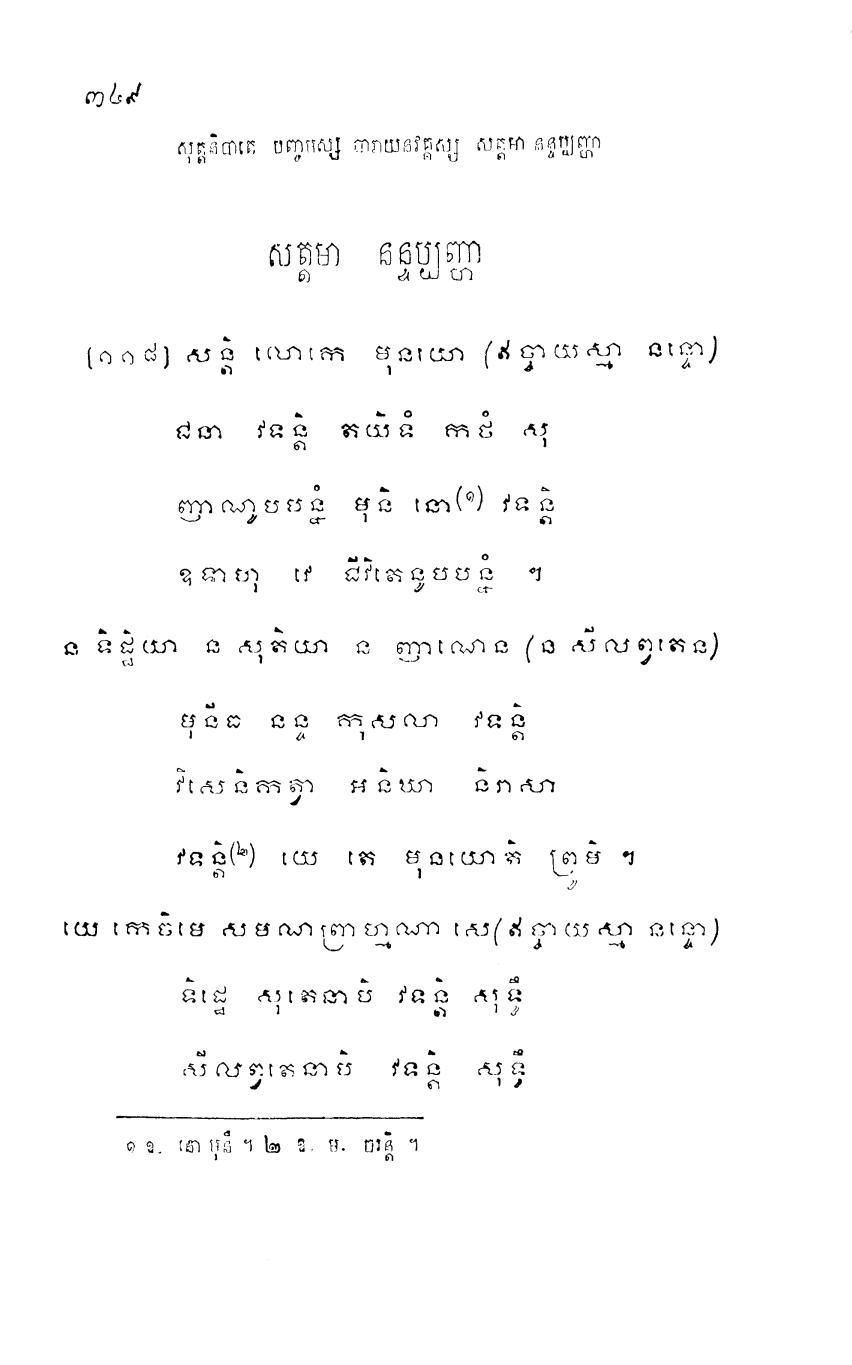 ៣៤៩
សុត្តនិបាតេ បញ្ចមស្ស បារាយនវគ្គស្ស សត្តមា នន្ទប្បញ្ហា
សត្តមា នន្ទប្បញ្ហា
(១១៨) សន្តិ លោកេ មុនយោ (ឥច្ចាយស្មា នន្ទោ)
ជនា វទន្តិ តយិទំ កថំ សុ
ញាណូបបន្នំ មុនិ នោ(១) វទន្តិ
ឧទាហុ វេ ជីវិតេនូបបន្នំ ។
ន ទិដ្ឋិយា ន សុតិយា ន ញាណេន (ន សីលព្វតេន)
មុនីធ នន្ទ កុសលា វទន្តិ
វិសេនិកត្វា អនិឃា និរាសា
វទន្តិ(២) យេ តេ មុនយោតិ ព្រូមិ ។
យេ កេចិមេ សមណព្រាហ្មណា សេ(ឥច្ចាយស្មា នន្ទោ)
ទិដ្ឋេ សុតេនាបិ វទន្តិ សុទ្ធឹ
សីលព្វតេនាបិ វទន្តិ សុទ្ធឹ
១ ឧ. នោ មុនឹ ។ ២ ឱ. ម. ចរន្តិ ។